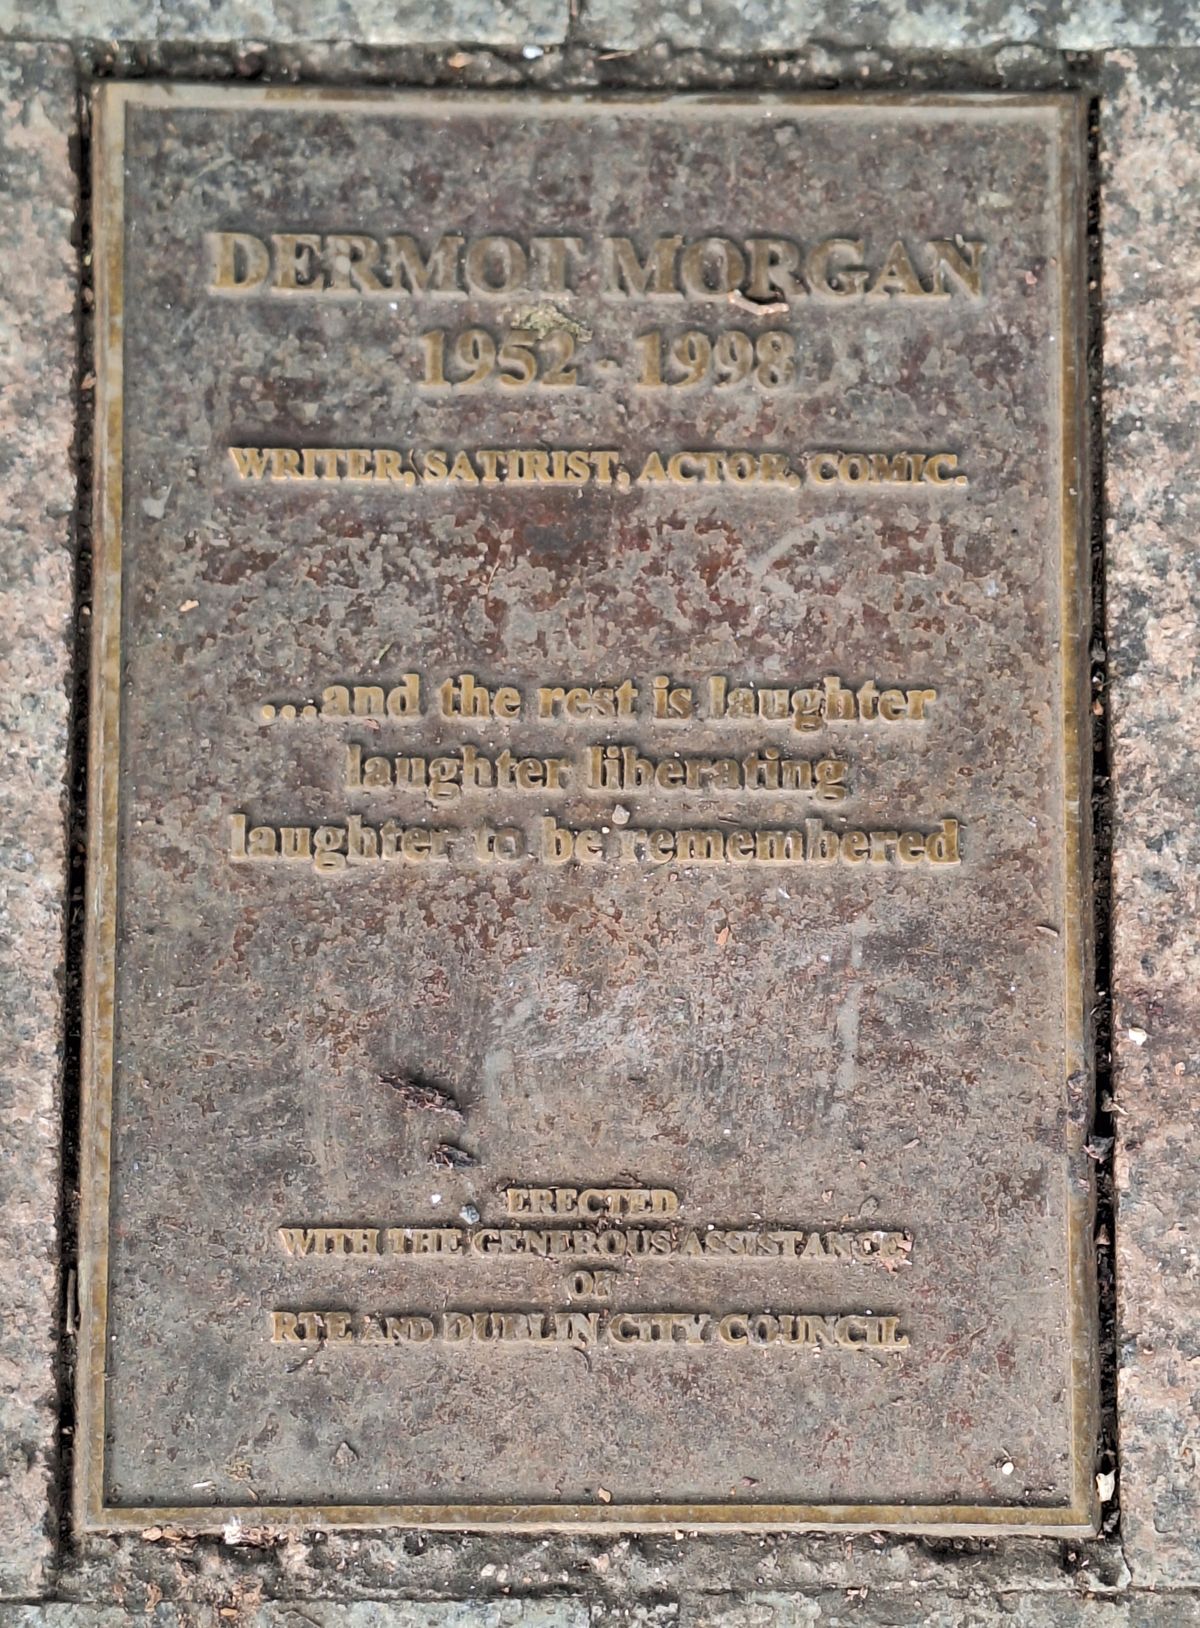 DERMOT MORGAN
1952 - 1998
WRITER, SATIRIST, ACTOR, COMIC.
...and the rest is laughter
laughter liberating
laughter to be remembered
ERECTED
WITH THE GENEROUS ASSISTANCE
OF
RTE AND DUBLIN CITY COUNCIL